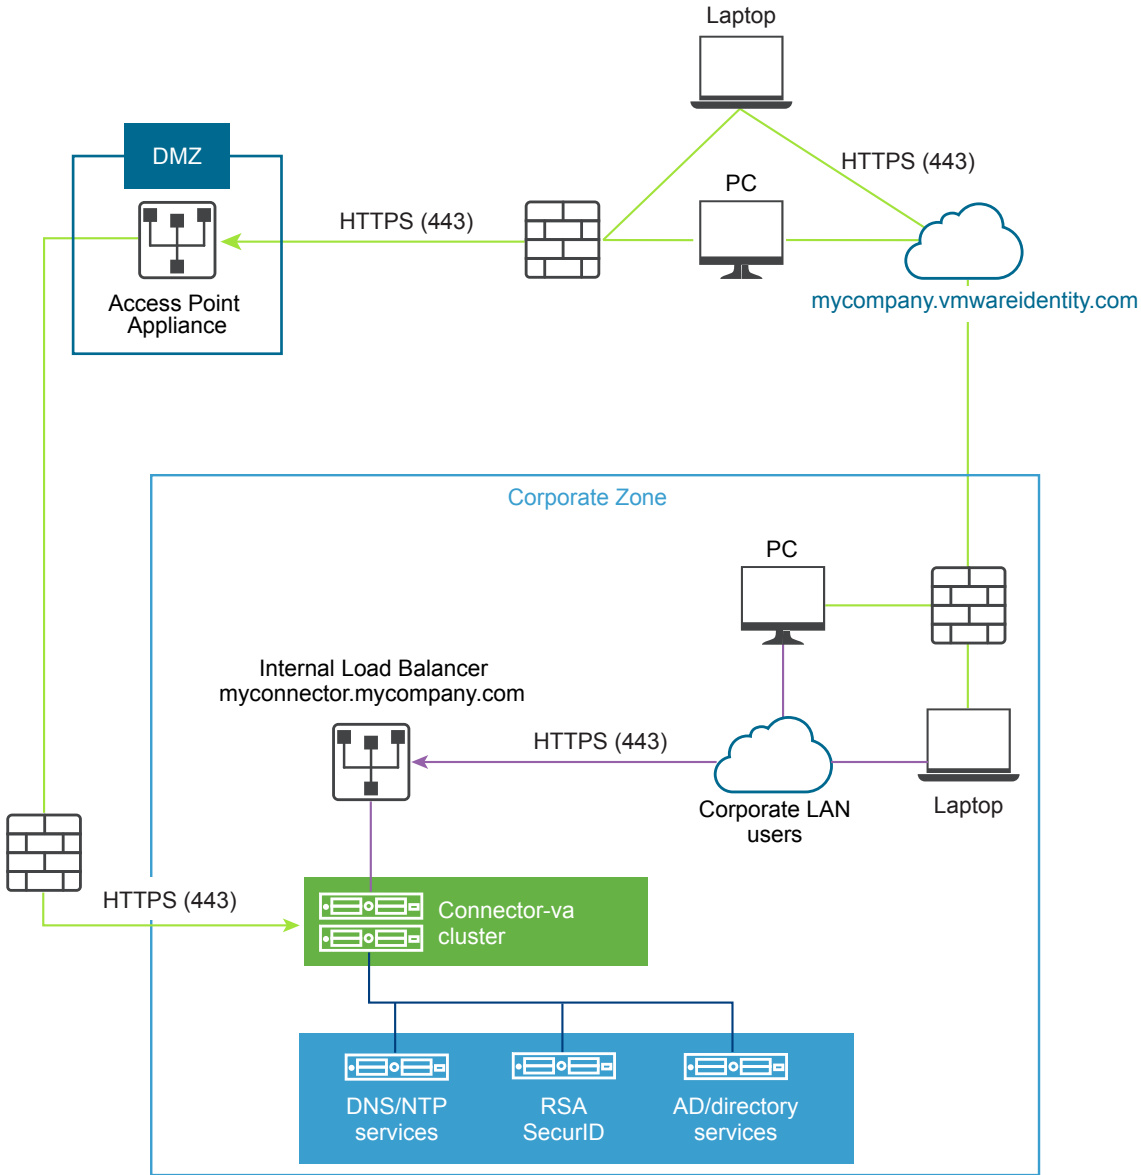 Laptop
HTTPS (443)
DMZ
PC
HTTPS (443)
Access Point
Appliance
mycompany.vmwareidentity.com
Corporate Zone
PC
Internal Load Balancer
myconnector.mycompany.com
HTTPS (443)
Corporate LAN
users
Laptop
HTTPS (443)
Connector-va
cluster
DNS/NTP
services
RSA
SecurID
AD/directory
services